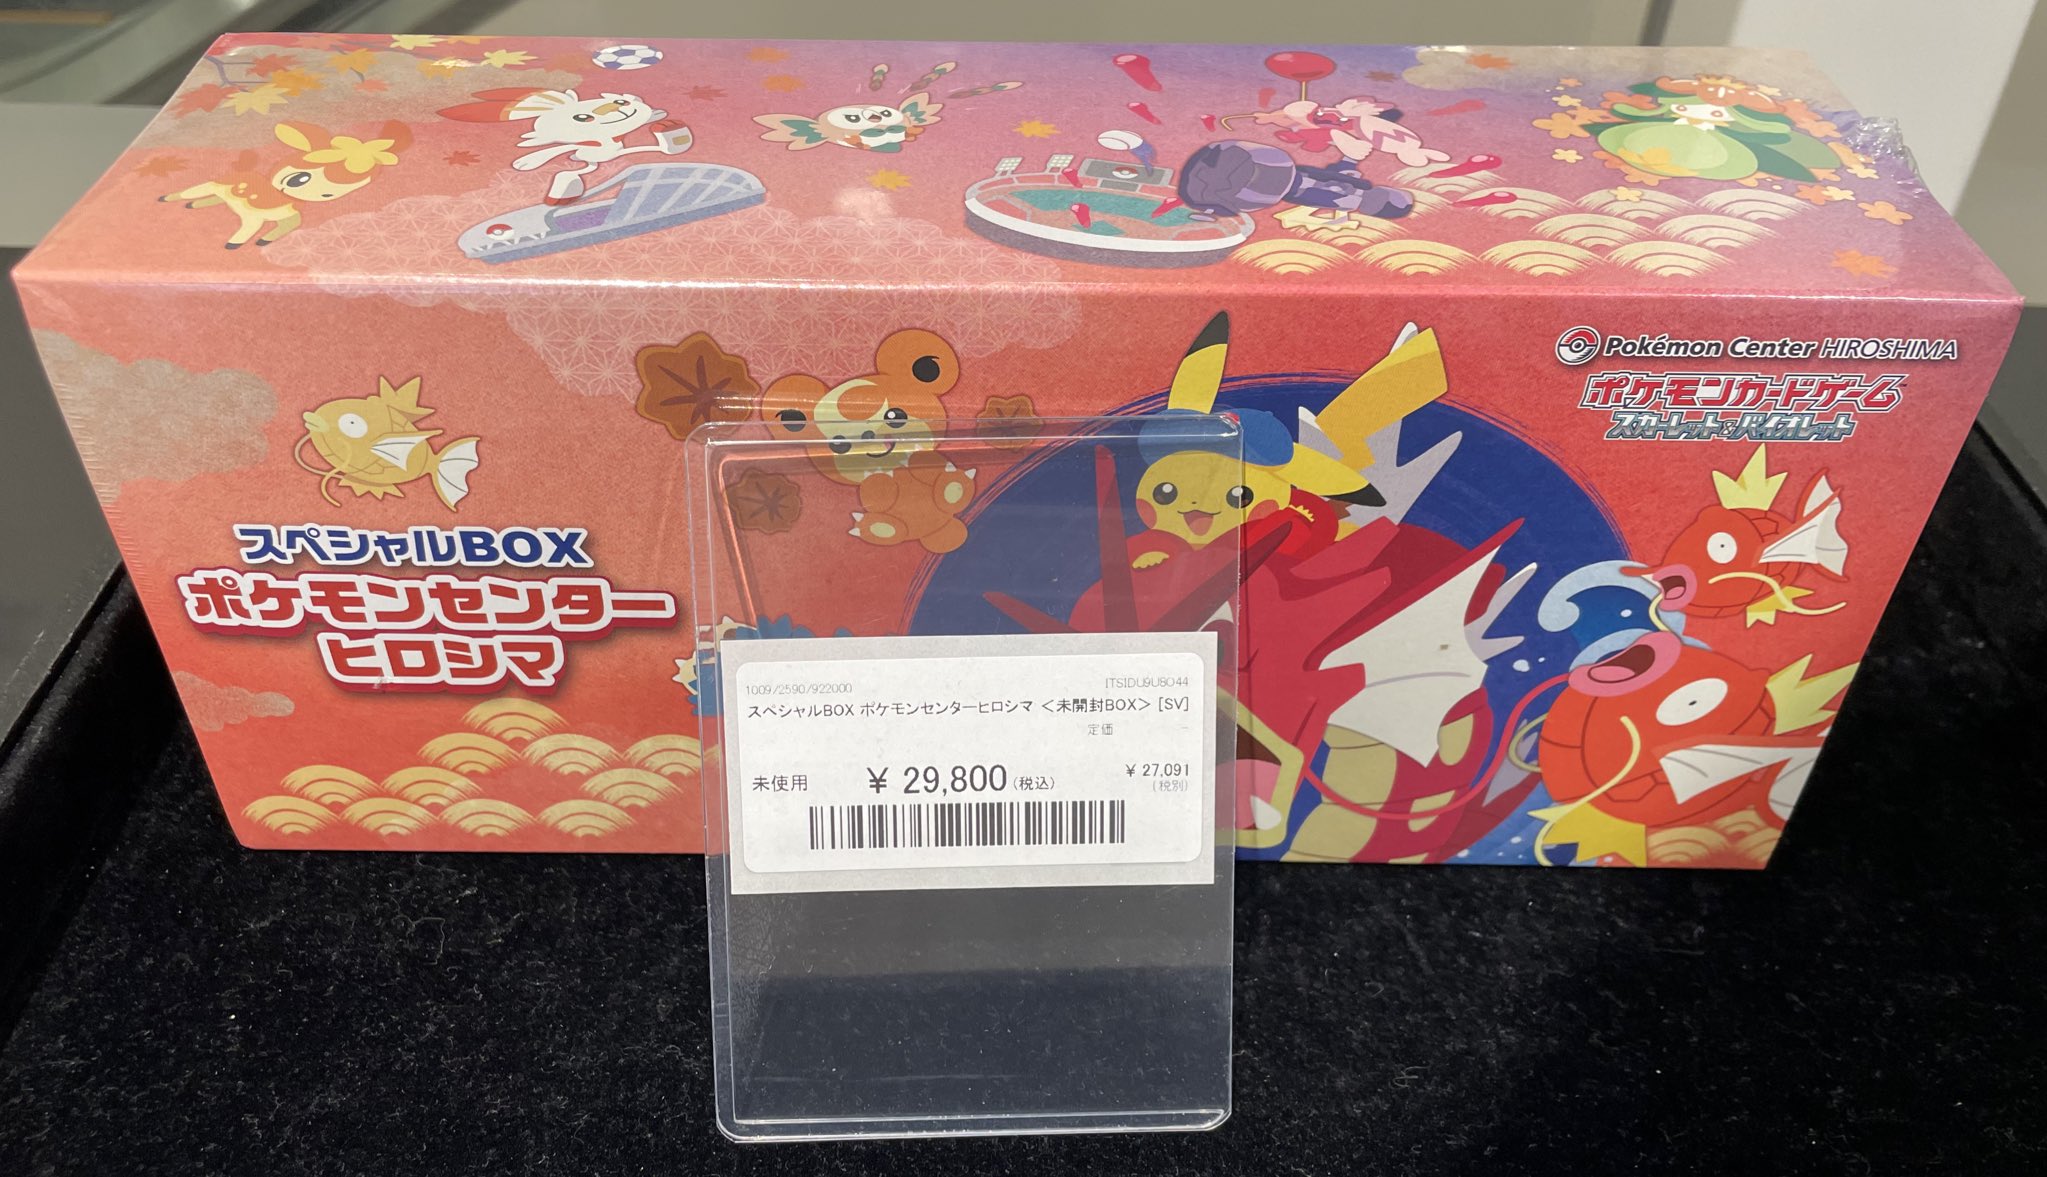 Pokémon Center HIROSHIMA
ポケモンカードゲーム
スカーレット&バイオレット
スペシャルBOX
ポケモンセンター
ヒロシマ
1009/2590/922000
ITSIDU9U8044
スペシャルBOX ポケモンセンターヒロシマ <未開封BOX> [SV]
定価 -
未使用 ¥ 29,800(税込) ¥ 27,091
(税別)